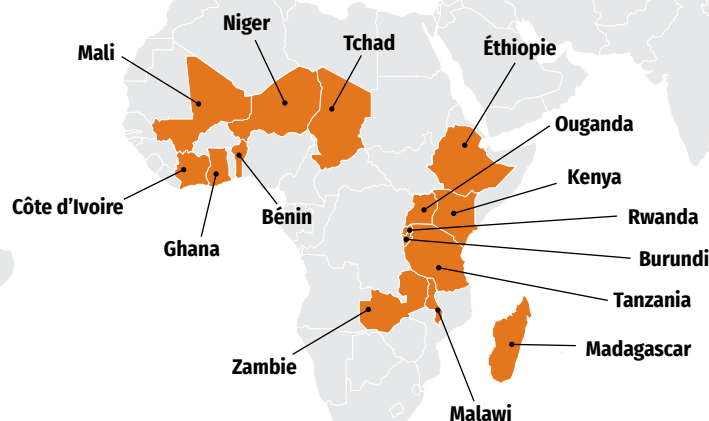 Niger
Tchad
Mali
Éthiopie
Ouganda
Kenya
Côte d'Ivoire
Bénin
Rwanda
Ghana
Burundi
Tanzania
Zambie
Madagascar
Malawi